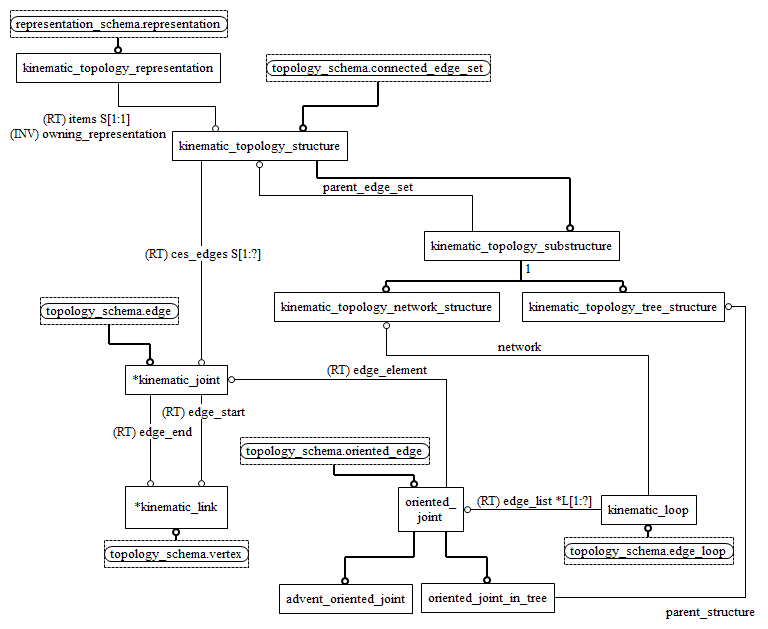 representation_schema.representation
kinematic_topology_representation
topology_schema.connected_edge_set
(RT) items S[1:1]
(INV) owning_representation
kinematic_topology_structure
parent_edge_set
kinematic_topology_substructure
(RT) ces_edges S[1:?]
1
topology_schema.edge
kinematic_topology_network_structure
kinematic_topology_tree_structure
network
*kinematic_joint
(RT) edge_element
(RT) edge_start
(RT) edge_end
topology_schema.oriented_edge
*kinematic_link
oriented_
joint
(RT) edge_list *L[1:?]
kinematic_loop
topology_schema.vertex
topology_schema.edge_loop
advent_oriented_joint
oriented_joint_in_tree
parent_structure